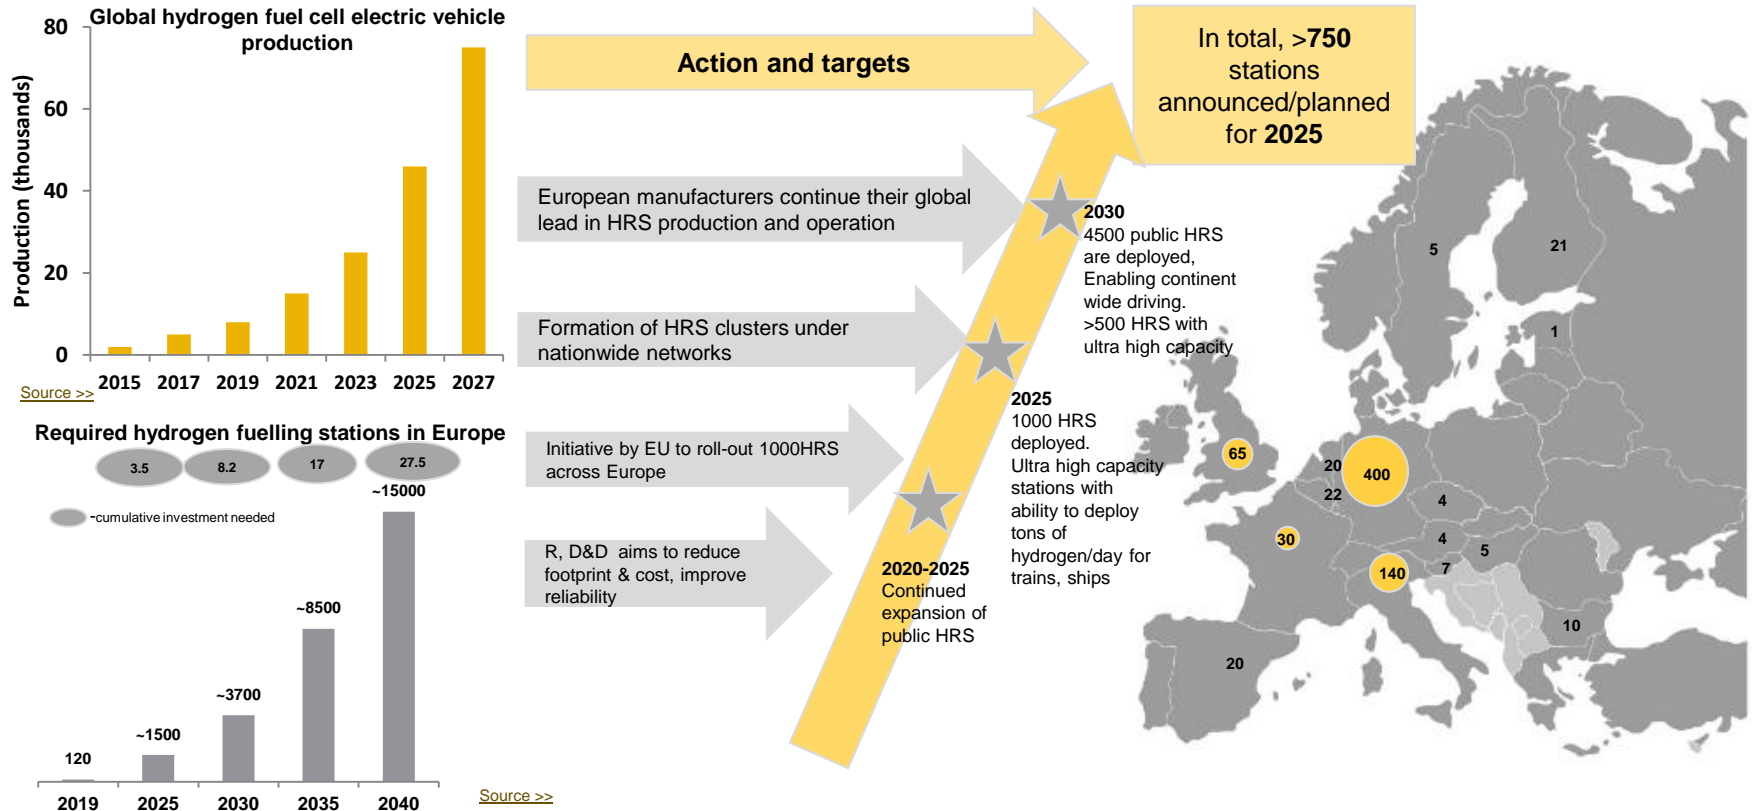 Global hydrogen fuel cell electric vehicle
production
Production (thousands)
80
60
40
20
0
2015 2017 2019 2021 2023 2025 2027
Source >>
Required hydrogen fuelling stations in Europe
3.5 8.2 17 27.5
-cumulative investment needed
120
~1500
~3700
~8500
~15000
2019 2025 2030 2035 2040
Source >>
Action and targets
European manufacturers continue their global
lead in HRS production and operation
Formation of HRS clusters under
nationwide networks
Initiative by EU to roll-out 1000HRS
across Europe
R, D&D aims to reduce
footprint & cost, improve
reliability
2030
4500 public HRS
are deployed,
Enabling continent
wide driving.
>500 HRS with
ultra high capacity
2025
1000 HRS
deployed.
Ultra high capacity
stations with
ability to deploy
tons of
hydrogen/day for
trains, ships
2020-2025
Continued
expansion of
public HRS
In total, >750
stations
announced/planned
for 2025
5
21
1
65
20
400
22
4
30
4
5
140
7
10
20